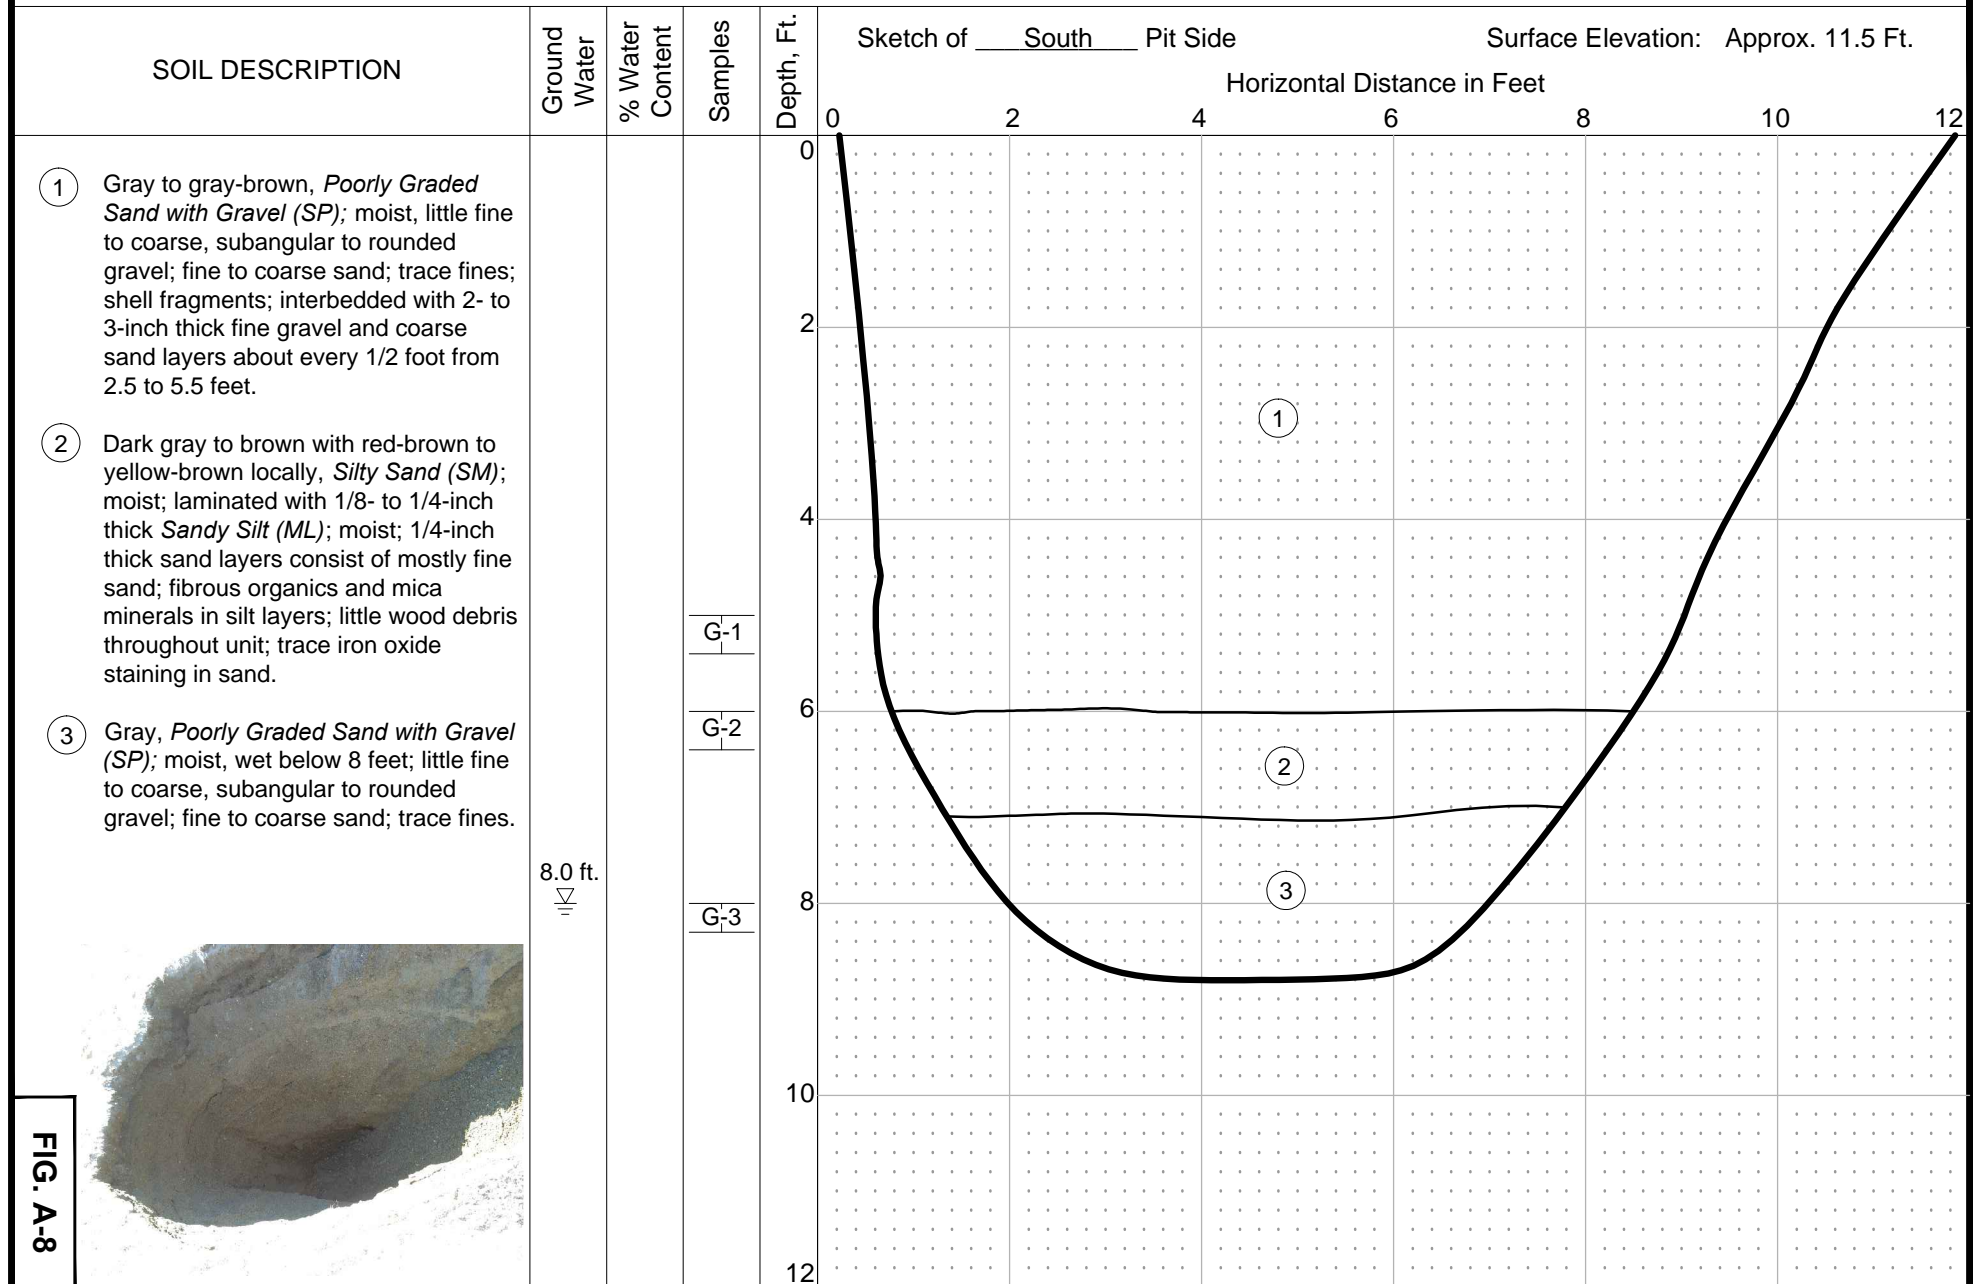 SOIL DESCRIPTION
Ground
Water
% Water
Content
Samples
Depth, Ft.
Sketch of ___South___ Pit Side
Surface Elevation: Approx. 11.5 Ft.
Horizontal Distance in Feet
0 2 4 6 8 10 12
1 Gray to gray-brown, Poorly Graded
Sand with Gravel (SP); moist, little fine
to coarse, subangular to rounded
gravel; fine to coarse sand; trace fines;
shell fragments; interbedded with 2- to
3-inch thick fine gravel and coarse
sand layers about every 1/2 foot from
2.5 to 5.5 feet.
2 Dark gray to brown with red-brown to
yellow-brown locally, Silty Sand (SM);
moist; laminated with 1/8- to 1/4-inch
thick Sandy Silt (ML); moist; 1/4-inch
thick sand layers consist of mostly fine
sand; fibrous organics and mica
minerals in silt layers; little wood debris
throughout unit; trace iron oxide
staining in sand.
3 Gray, Poorly Graded Sand with Gravel
(SP); moist, wet below 8 feet; little fine
to coarse, subangular to rounded
gravel; fine to coarse sand; trace fines.
8.0 ft.
G-1
G-2
G-3
0
2
4
6
8
10
12
1
2
3
FIG. A-8